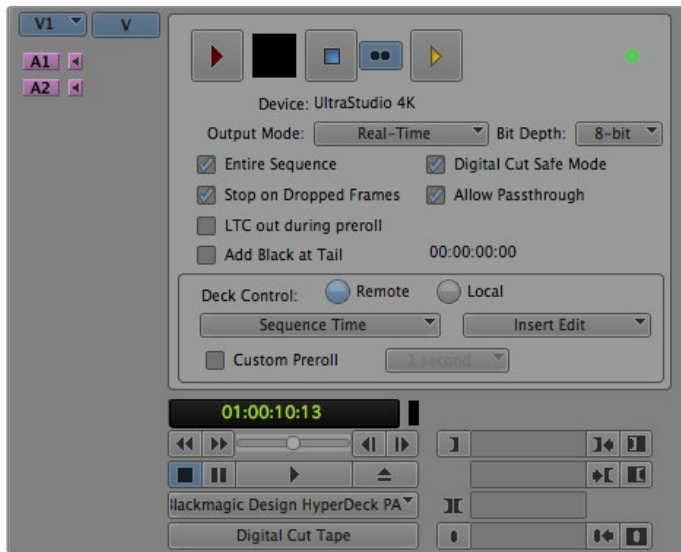 V1 V
A1
A2
Device: UltraStudio 4K
Output Mode: Real-Time Bit Depth: 8-bit
Entire Sequence Digital Cut Safe Mode
Stop on Dropped Frames Allow Passthrough
LTC out during preroll
Add Black at Tail 00:00:00:00
Deck Control: Remote Local
Sequence Time Insert Edit
Custom Preroll 1 second
01:00:10:13
lackmagic Design HyperDeck PA
Digital Cut Tape